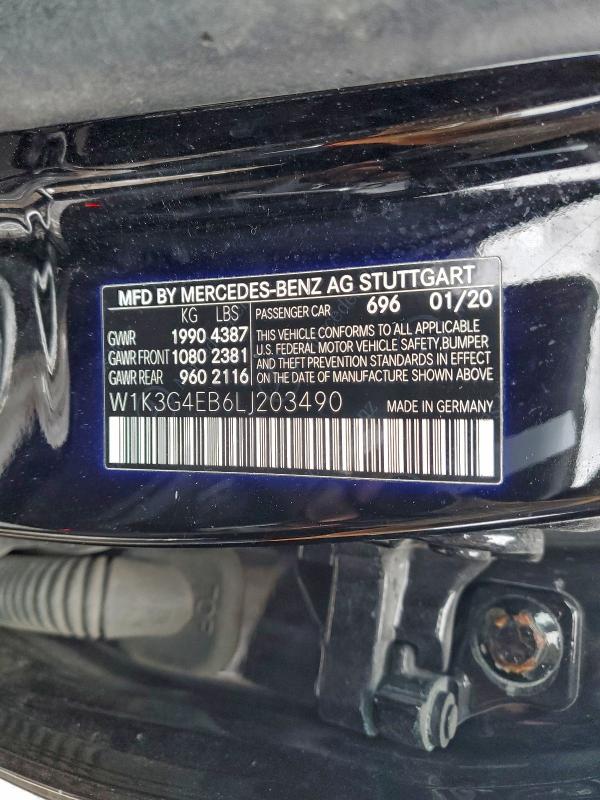 MFD BY MERCEDES-BENZ AG STUTTGART
KG LBS PASSENGER CAR 696 01/20
GVWR 1990 4387
GAWR FRONT 1080 2381
GAWR REAR 960 2116
THIS VEHICLE CONFORMS TO ALL APPLICABLE
U.S. FEDERAL MOTOR VEHICLE SAFETY, BUMPER
AND THEFT PREVENTION STANDARDS IN EFFECT
ON DATE OF MANUFACTURE SHOWN ABOVE
W1K3G4EB6LJ203490 MADE IN GERMANY